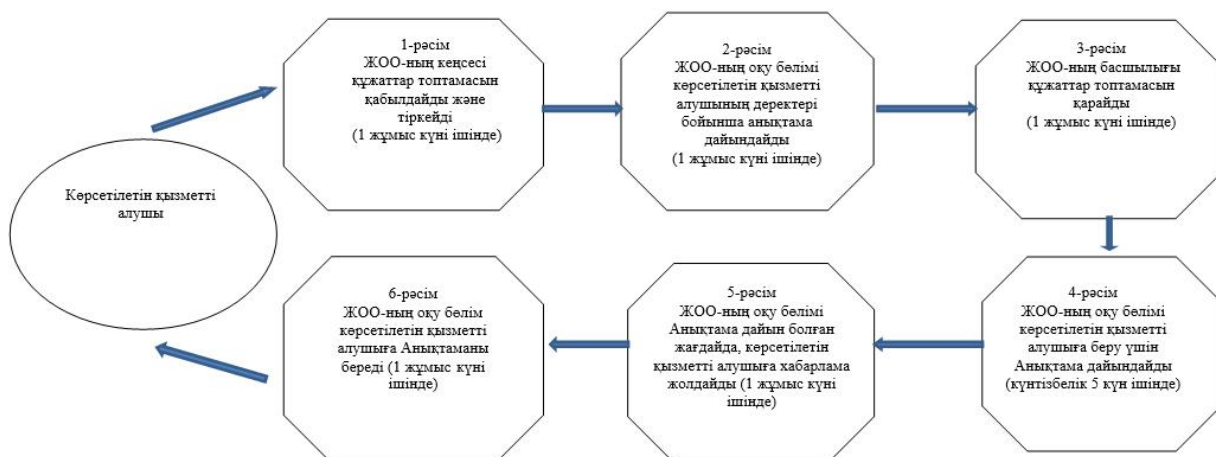 1-рәсім
ЖОО-ның кеңсесі
құжаттар топтамасын
қабылдайды және
тіркейді
(1 жұмыс күні ішінде)
2-рәсім
ЖОО-ның оқу бөлімі
көрсетілетін қызметті
алушының деректері
бойынша анықтама
дайындайды
(1 жұмыс күні ішінде)
3-рәсім
ЖОО-ның басшылығы
құжаттар топтамасын
қарайды
(1 жұмыс күні ішінде)
Көрсетілетін қызметті
алушы
6-рәсім
ЖОО-ның оқу бөлім
көрсетілетін қызметті
алушыға Анықтаманы
береді (1 жұмыс күні
ішінде)
5-рәсім
ЖОО-ның оқу бөлімі
Анықтама дайын болған
жағдайда, көрсетілетін
қызметті алушыға хабарлама
жолдайды (1 жұмыс күні
ішінде)
4-рәсім
ЖОО-ның оқу бөлімі
көрсетілетін қызметті
алушыға беру үшін
Анықтама дайындайды
(күнтізбелік 5 күн ішінде)